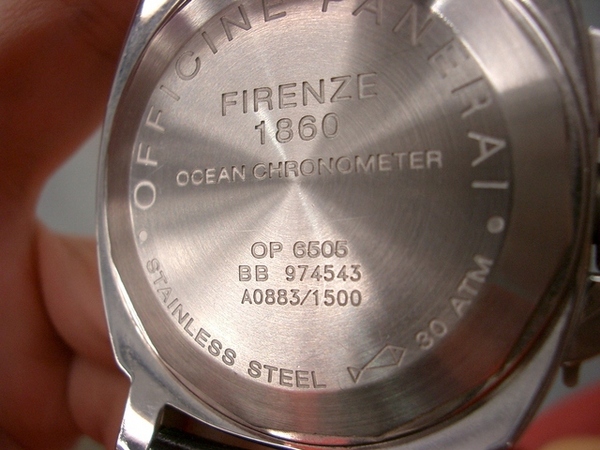 OFFICINE PANERAI
FIRENZE
1860
OCEAN CHRONOMETER
OP 6505
BB 974543
A0883/1500
STAINLESS STEEL
30 ATM